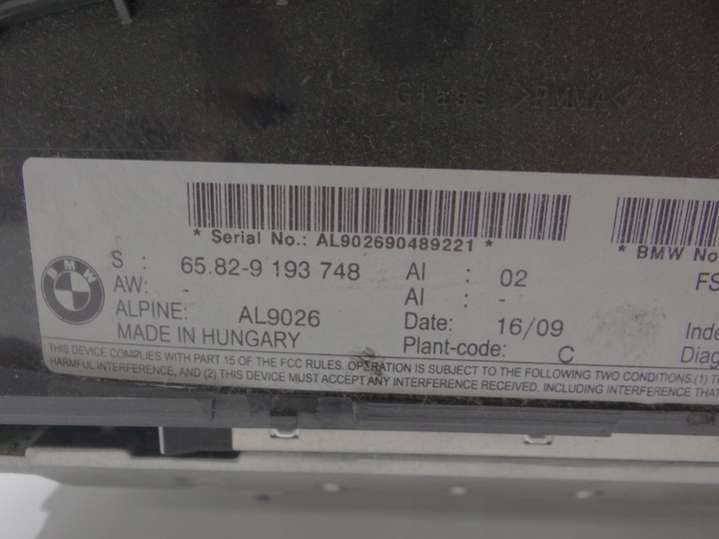 Glass >PMMA<
* Serial No.: AL902690489221 *
* BMW No
BMW
S : 65.82-9 193 748 AI : 02 FS
AW: - AI : -
ALPINE: AL9026 Date: 16/09 Inde
MADE IN HUNGARY Plant-code: C Diag
THIS DEVICE COMPLIES WITH PART 15 OF THE FCC RULES. OPERATION IS SUBJECT TO THE FOLLOWING TWO CONDITIONS.(1) T
HARMFUL INTERFERENCE, AND (2) THIS DEVICE MUST ACCEPT ANY INTERFERENCE RECEIVED, INCLUDING INTERFERENCE THA